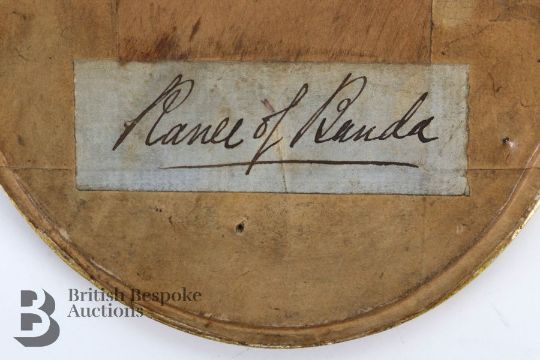 Ranee of Banda
British Bespoke
Auctions